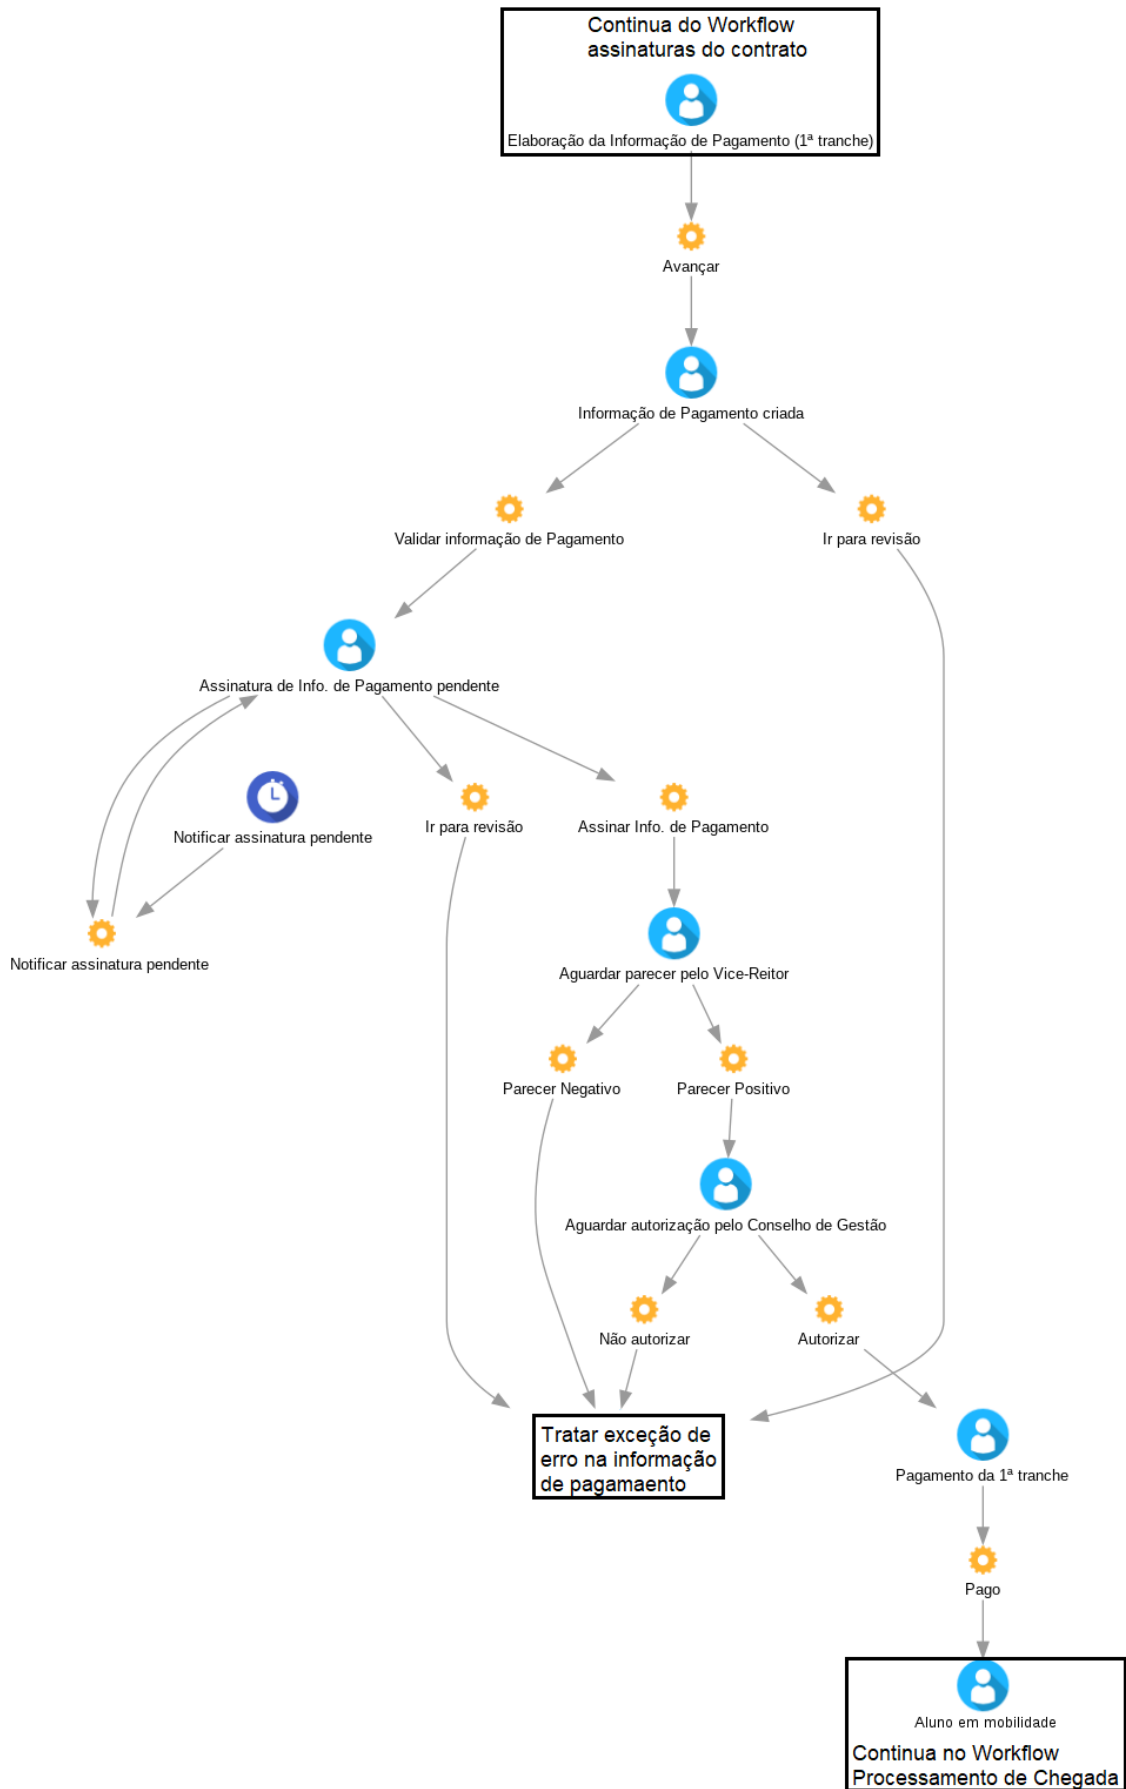 Continua do Workflow
assinaturas do contrato
Elaboração da Informação de Pagamento (1ª tranche)
Avançar
Informação de Pagamento criada
Validar informação de Pagamento
Ir para revisão
Assinatura de Info. de Pagamento pendente
Notificar assinatura pendente
Ir para revisão
Assinar Info. de Pagamento
Notificar assinatura pendente
Aguardar parecer pelo Vice-Reitor
Parecer Negativo
Parecer Positivo
Aguardar autorização pelo Conselho de Gestão
Não autorizar
Autorizar
Tratar exceção de
erro na informação
de pagamaento
Pagamento da 1ª tranche
Pago
Aluno em mobilidade
Continua no Workflow
Processamento de Chegada